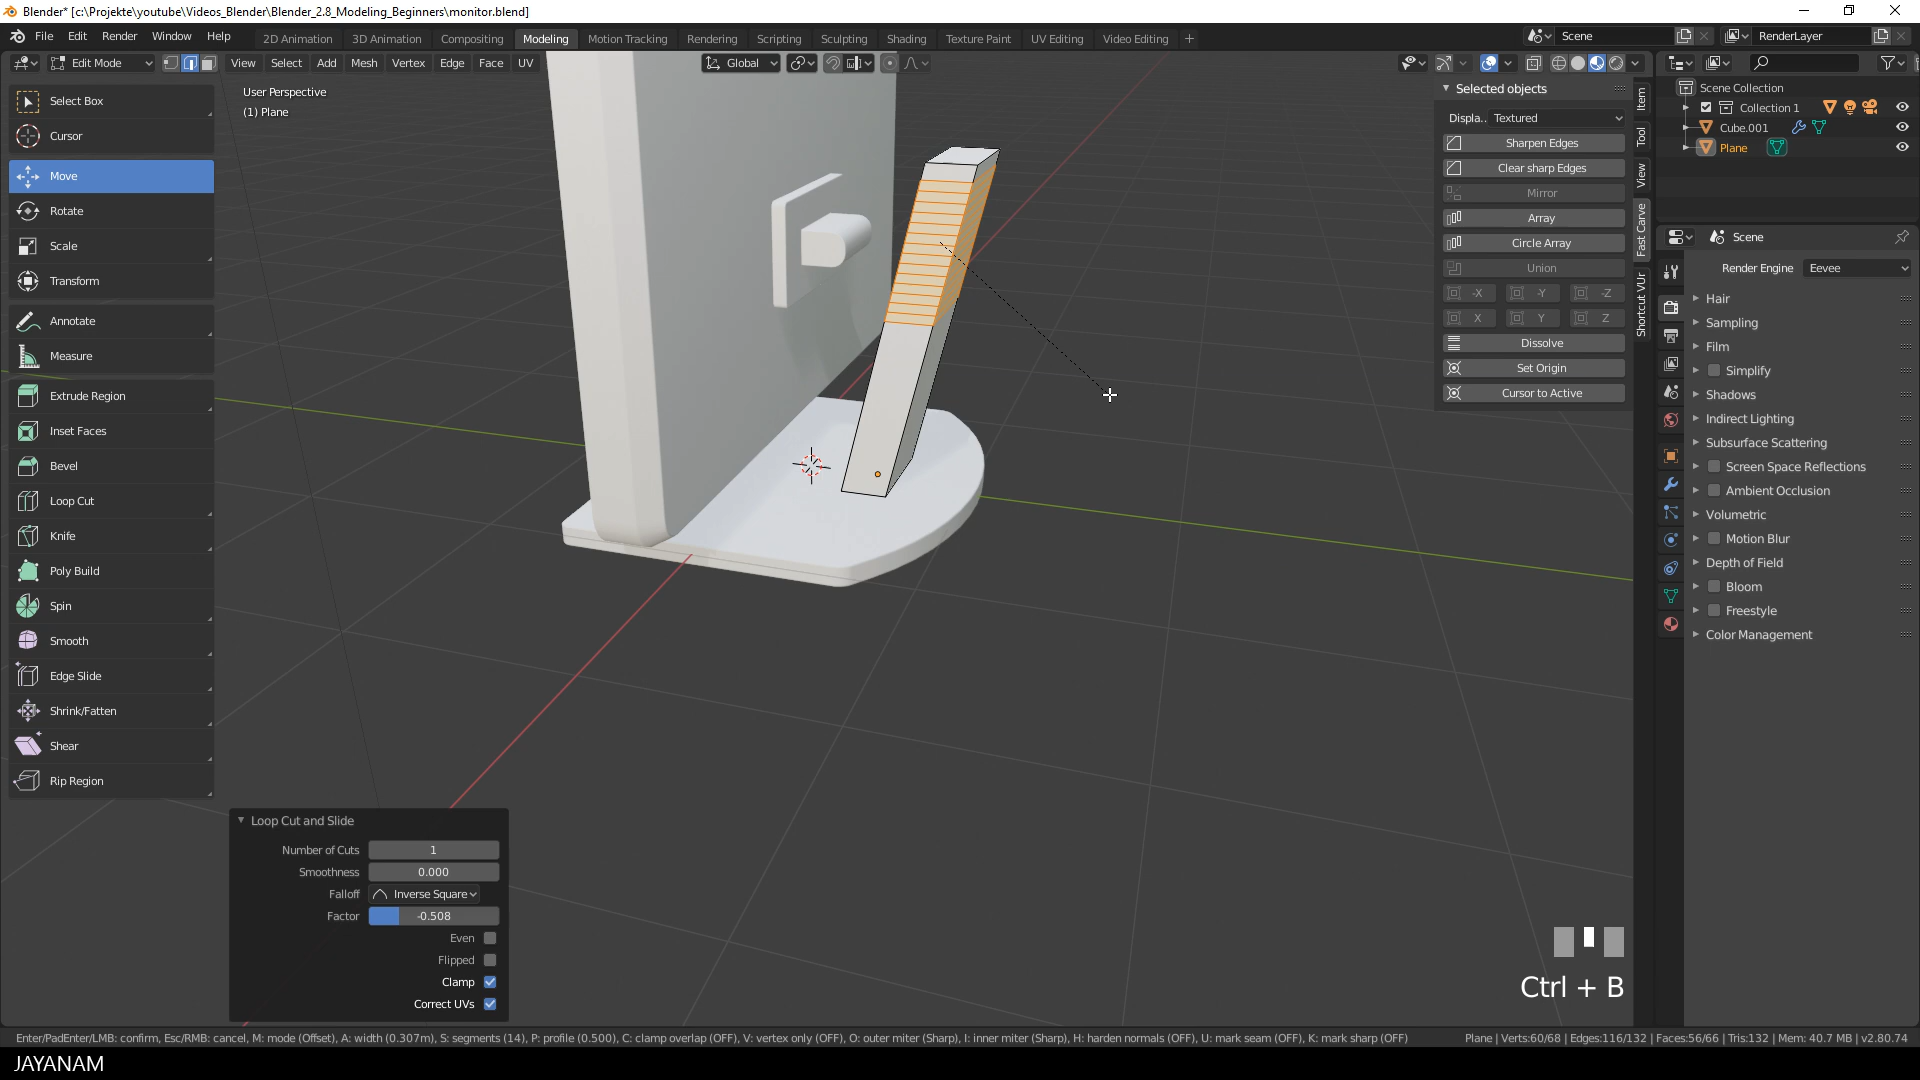 Blender* [c:\Projekte\youtube\Videos_Blender\Blender_2.8_Modeling_Beginners\monitor.blend]
File Edit Render Window Help 2D Animation 3D Animation Compositing Modeling Motion Tracking Rendering Scripting Sculpting Shading Texture Paint UV Editing Video Editing + Scene RenderLayer
Edit Mode View Select Add Mesh Vertex Edge Face UV Global
User Perspective
(1) Plane
Select Box
Cursor
Move
Rotate
Scale
Transform
Annotate
Measure
Extrude Region
Inset Faces
Bevel
Loop Cut
Knife
Poly Build
Spin
Smooth
Edge Slide
Shrink/Fatten
Shear
Rip Region
Loop Cut and Slide
Number of Cuts 1
Smoothness 0.000
Falloff Inverse Square
Factor -0.508
Even
Flipped
Clamp
Correct UVs
Selected objects
Displa.. Textured
Sharpen Edges
Clear sharp Edges
Mirror
Array
Circle Array
Union
-X -Y -Z
X Y Z
Dissolve
Set Origin
Cursor to Active
Item
Tool
View
Fast Carve
Shortcut VUr
Scene Collection
Collection 1
Cube.001
Plane
Scene
Render Engine Eevee
Hair
Sampling
Film
Simplify
Shadows
Indirect Lighting
Subsurface Scattering
Screen Space Reflections
Ambient Occlusion
Volumetric
Motion Blur
Depth of Field
Bloom
Freestyle
Color Management
Ctrl + B
Enter/PadEnter/LMB: confirm, Esc/RMB: cancel, M: mode (Offset), A: width (0.307m), S: segments (14), P: profile (0.500), C: clamp overlap (OFF), V: vertex only (OFF), O: outer miter (Sharp), I: inner miter (Sharp), H: harden normals (OFF), U: mark seam (OFF), K: mark sharp (OFF) Plane | Verts:60/68 | Edges:116/132 | Faces:56/66 | Tris:132 | Mem: 40.7 MB | v2.80.74
JAYANAM